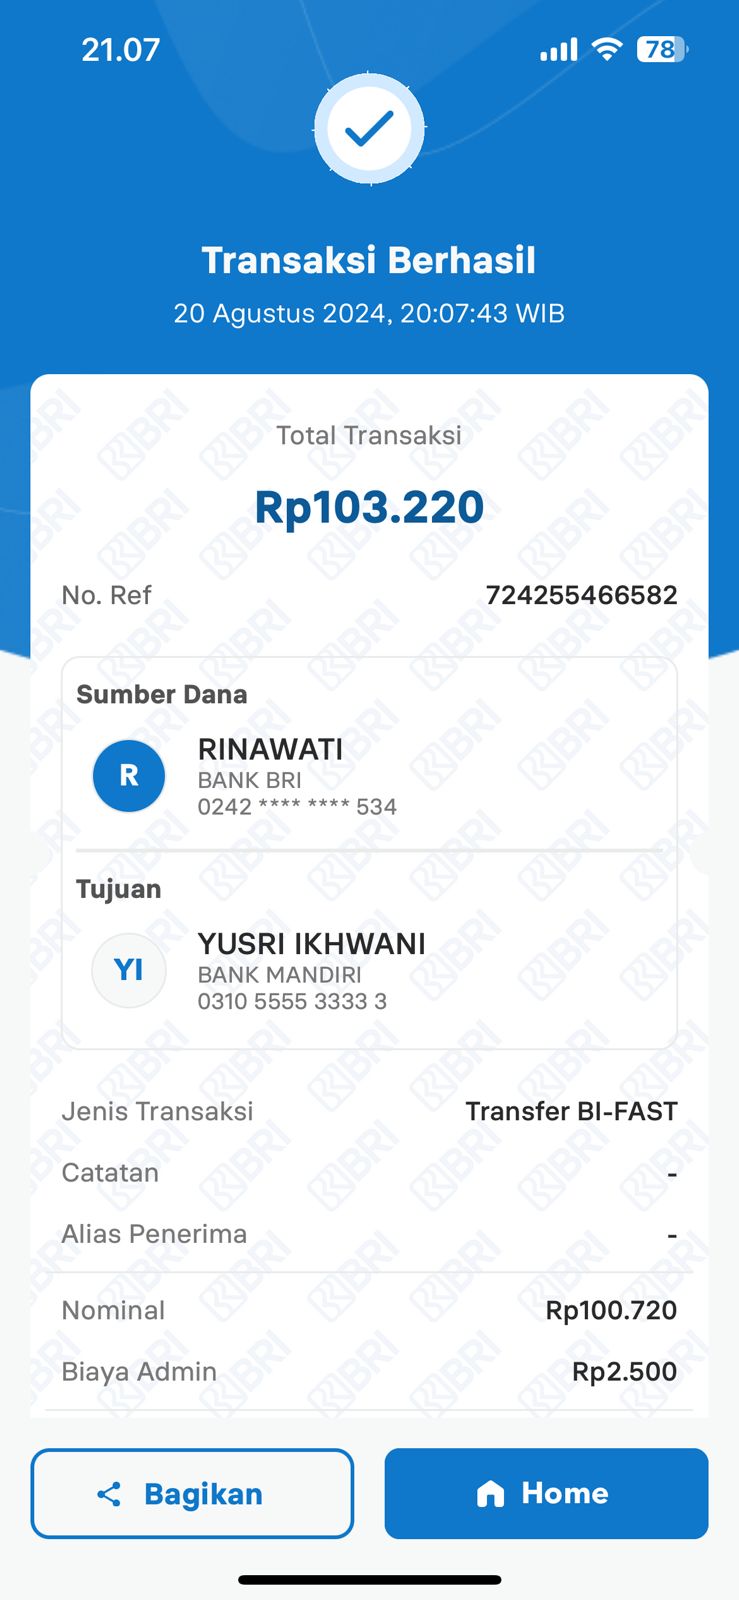 21.07
78
Transaksi Berhasil
20 Agustus 2024, 20:07:43 WIB
Total Transaksi
Rp103.220
No. Ref 724255466582
Sumber Dana
R
RINAWATI
BANK BRI
0242 **** **** 534
Tujuan
YI
YUSRI IKHWANI
BANK MANDIRI
0310 5555 3333 3
Jenis Transaksi Transfer BI-FAST
Catatan -
Alias Penerima -
Nominal Rp100.720
Biaya Admin Rp2.500
Bagikan Home